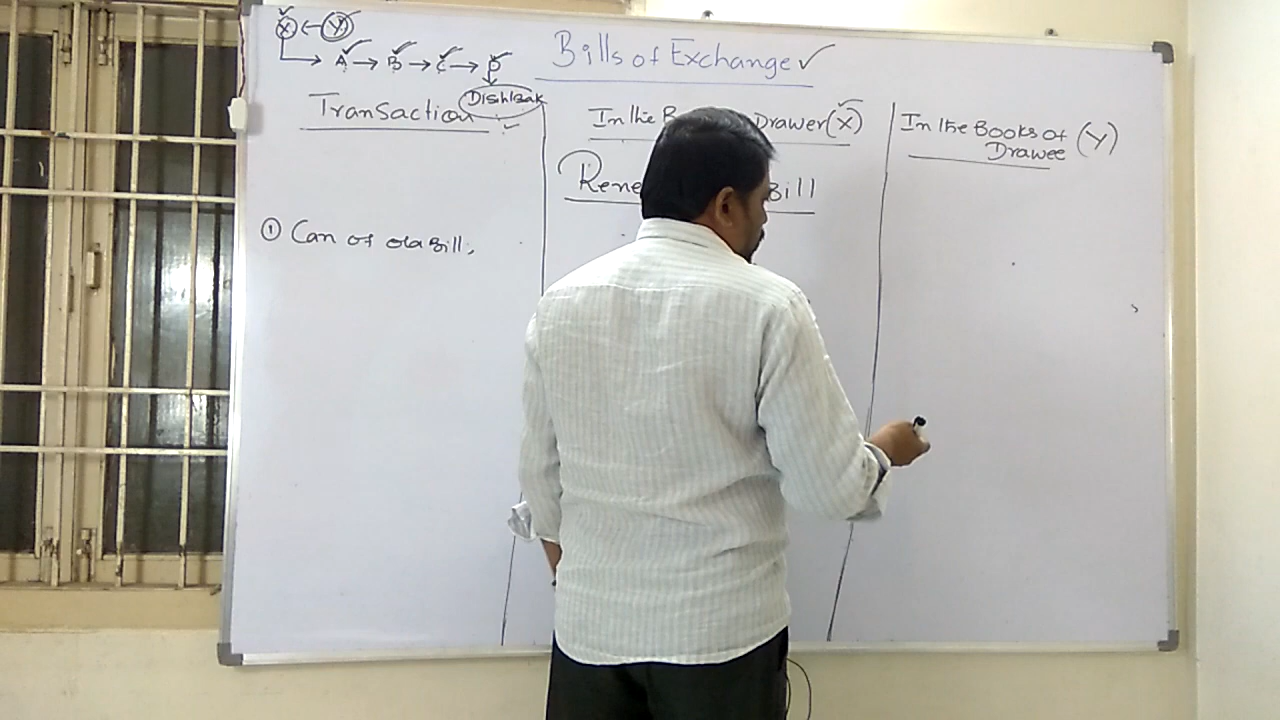 X ← Y
→ A → B → C → D
Bills of Exchange ✓
Dishbank
Transaction
In the B Drawer (X)
In the Books of
Drawee (Y)
Rene Bill
① Can of old Bill,